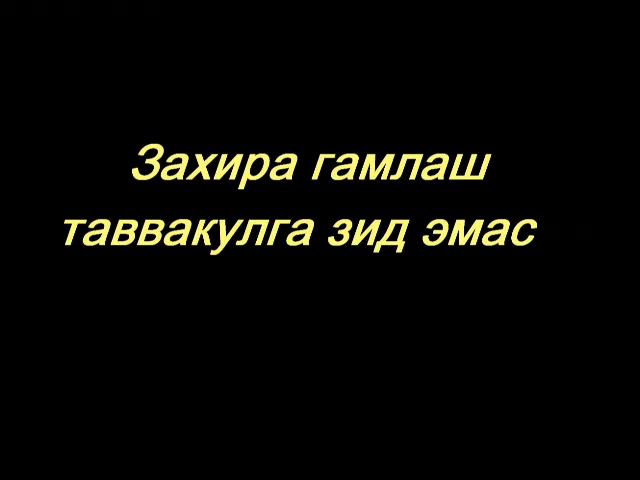 Захира гамлаш
таввакулга зид эмас